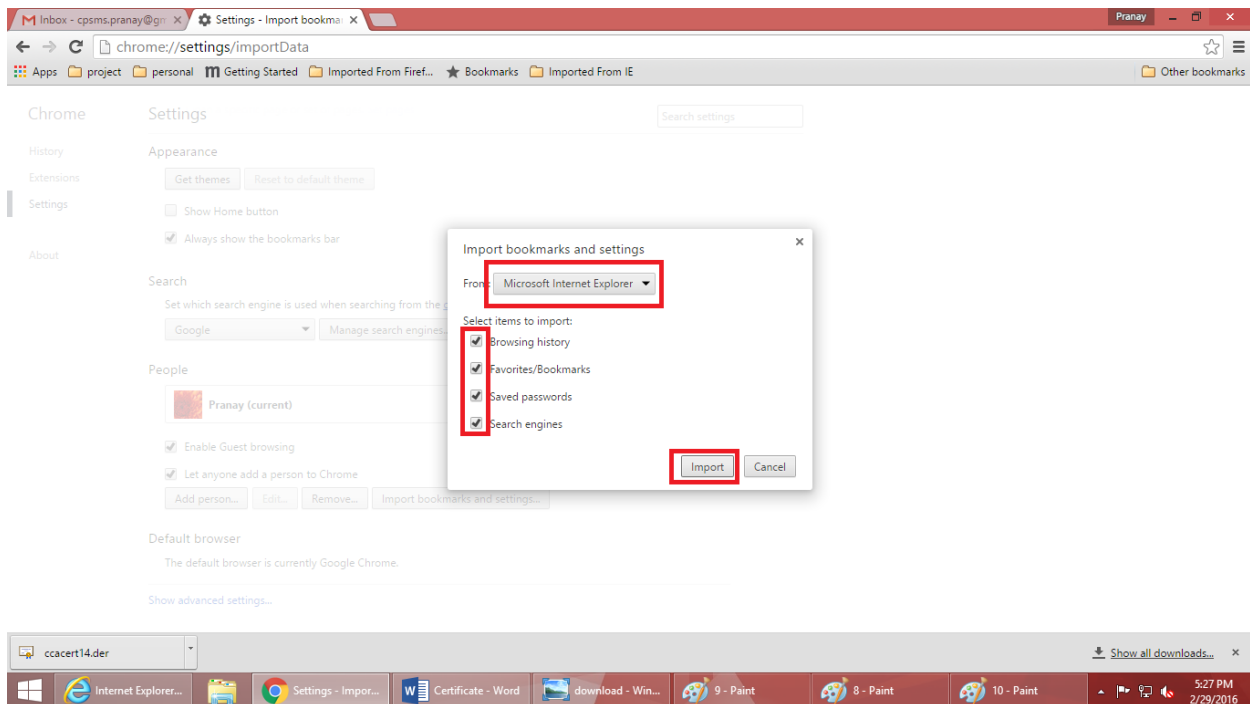 Inbox - cpsms.pranay@gm
Settings - Import bookma
Pranay
chrome://settings/importData
Apps project personal Getting Started Imported From Firef... Bookmarks Imported From IE Other bookmarks
Chrome
Settings
Search settings
History
Extensions
Settings
About
Appearance
Get themes
Reset to default theme
Show Home button
Always show the bookmarks bar
Search
Set which search engine is used when searching from the
Google
Manage search engines...
People
Pranay (current)
Enable Guest browsing
Let anyone add a person to Chrome
Add person... Edit... Remove... Import bookmarks and settings...
Default browser
The default browser is currently Google Chrome.
Show advanced settings...
Import bookmarks and settings
From: Microsoft Internet Explorer
Select items to import:
Browsing history
Favorites/Bookmarks
Saved passwords
Search engines
Import Cancel
ccacert14.der
Show all downloads...
Internet Explorer... Settings - Impor... Certificate - Word download - Win... 9 - Paint 8 - Paint 10 - Paint
5:27 PM
2/29/2016